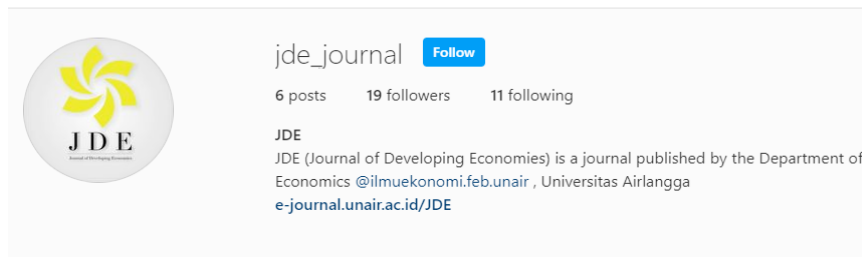 jde_journal Follow
6 posts 19 followers 11 following
JDE
JDE (Journal of Developing Economies) is a journal published by the Department of
Economics @ilmuekonomi.feb.unair , Universitas Airlangga
e-journal.unair.ac.id/JDE
JDE
Journal of Developing Economies